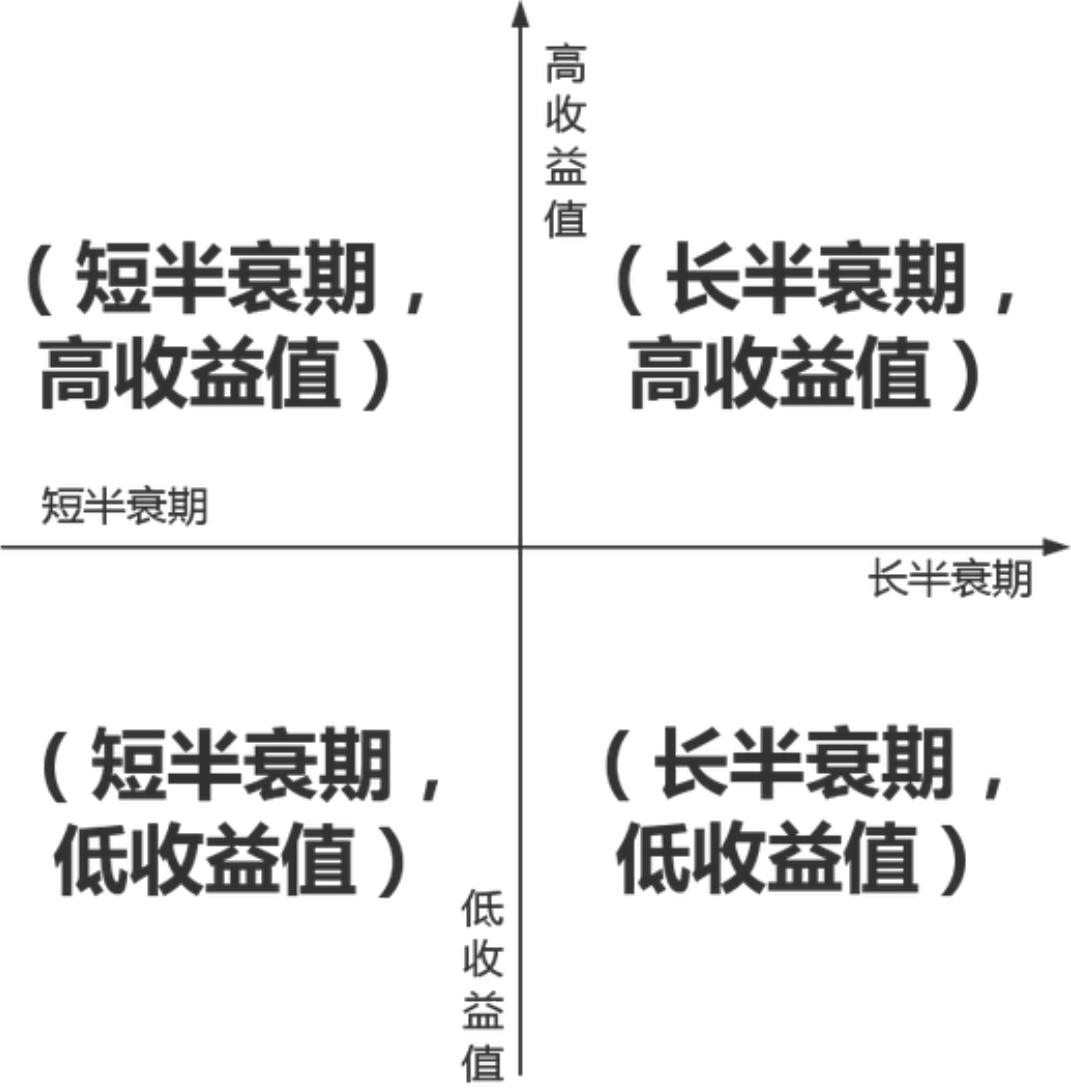 高收益值
（短半衰期，
高收益值）
（长半衰期，
高收益值）
短半衰期
长半衰期
（短半衰期，
低收益值）
（长半衰期，
低收益值）
低收益值